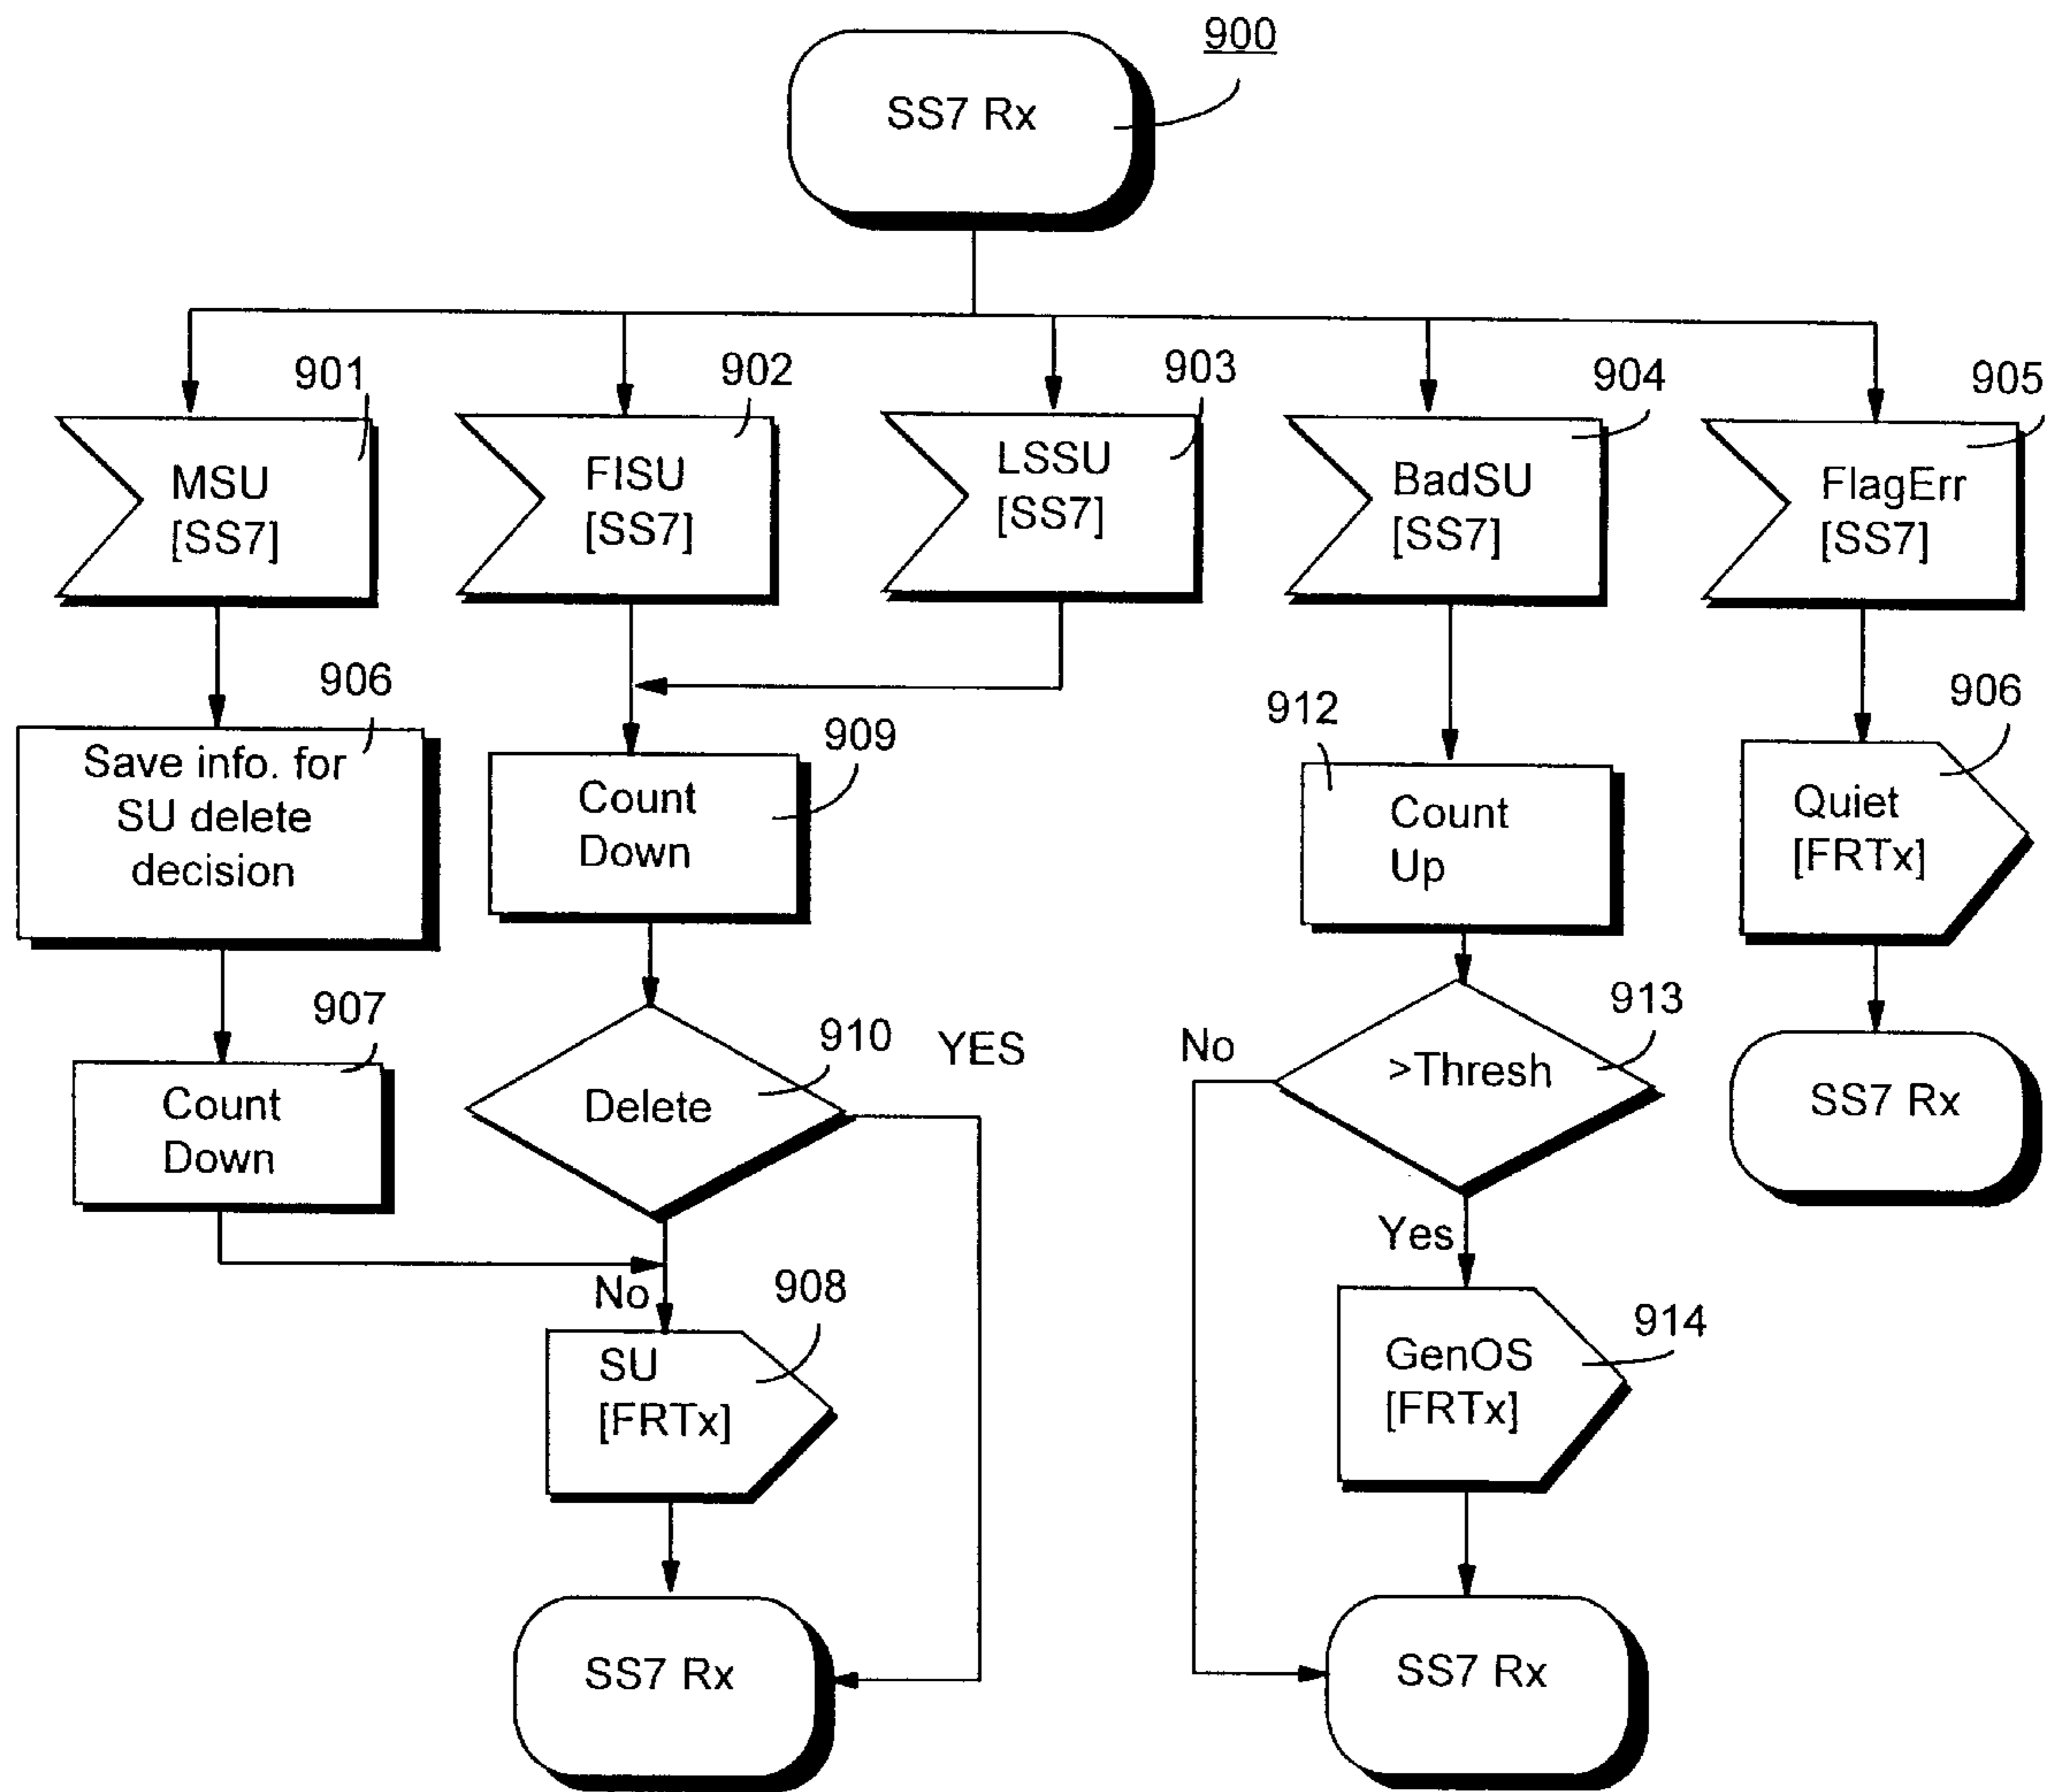 900
SS7 Rx
901
902
903
904
905
MSU
[SS7]
FISU
[SS7]
LSSU
[SS7]
BadSU
[SS7]
FlagErr
[SS7]
906
Save info. for
SU delete
decision
909
Count
Down
912
Count
Up
906
Quiet
[FRTx]
907
Count
Down
910
Delete
YES
No
913
>Thresh
No
Yes
SS7 Rx
908
SU
[FRTx]
914
GenOS
[FRTx]
SS7 Rx
SS7 Rx